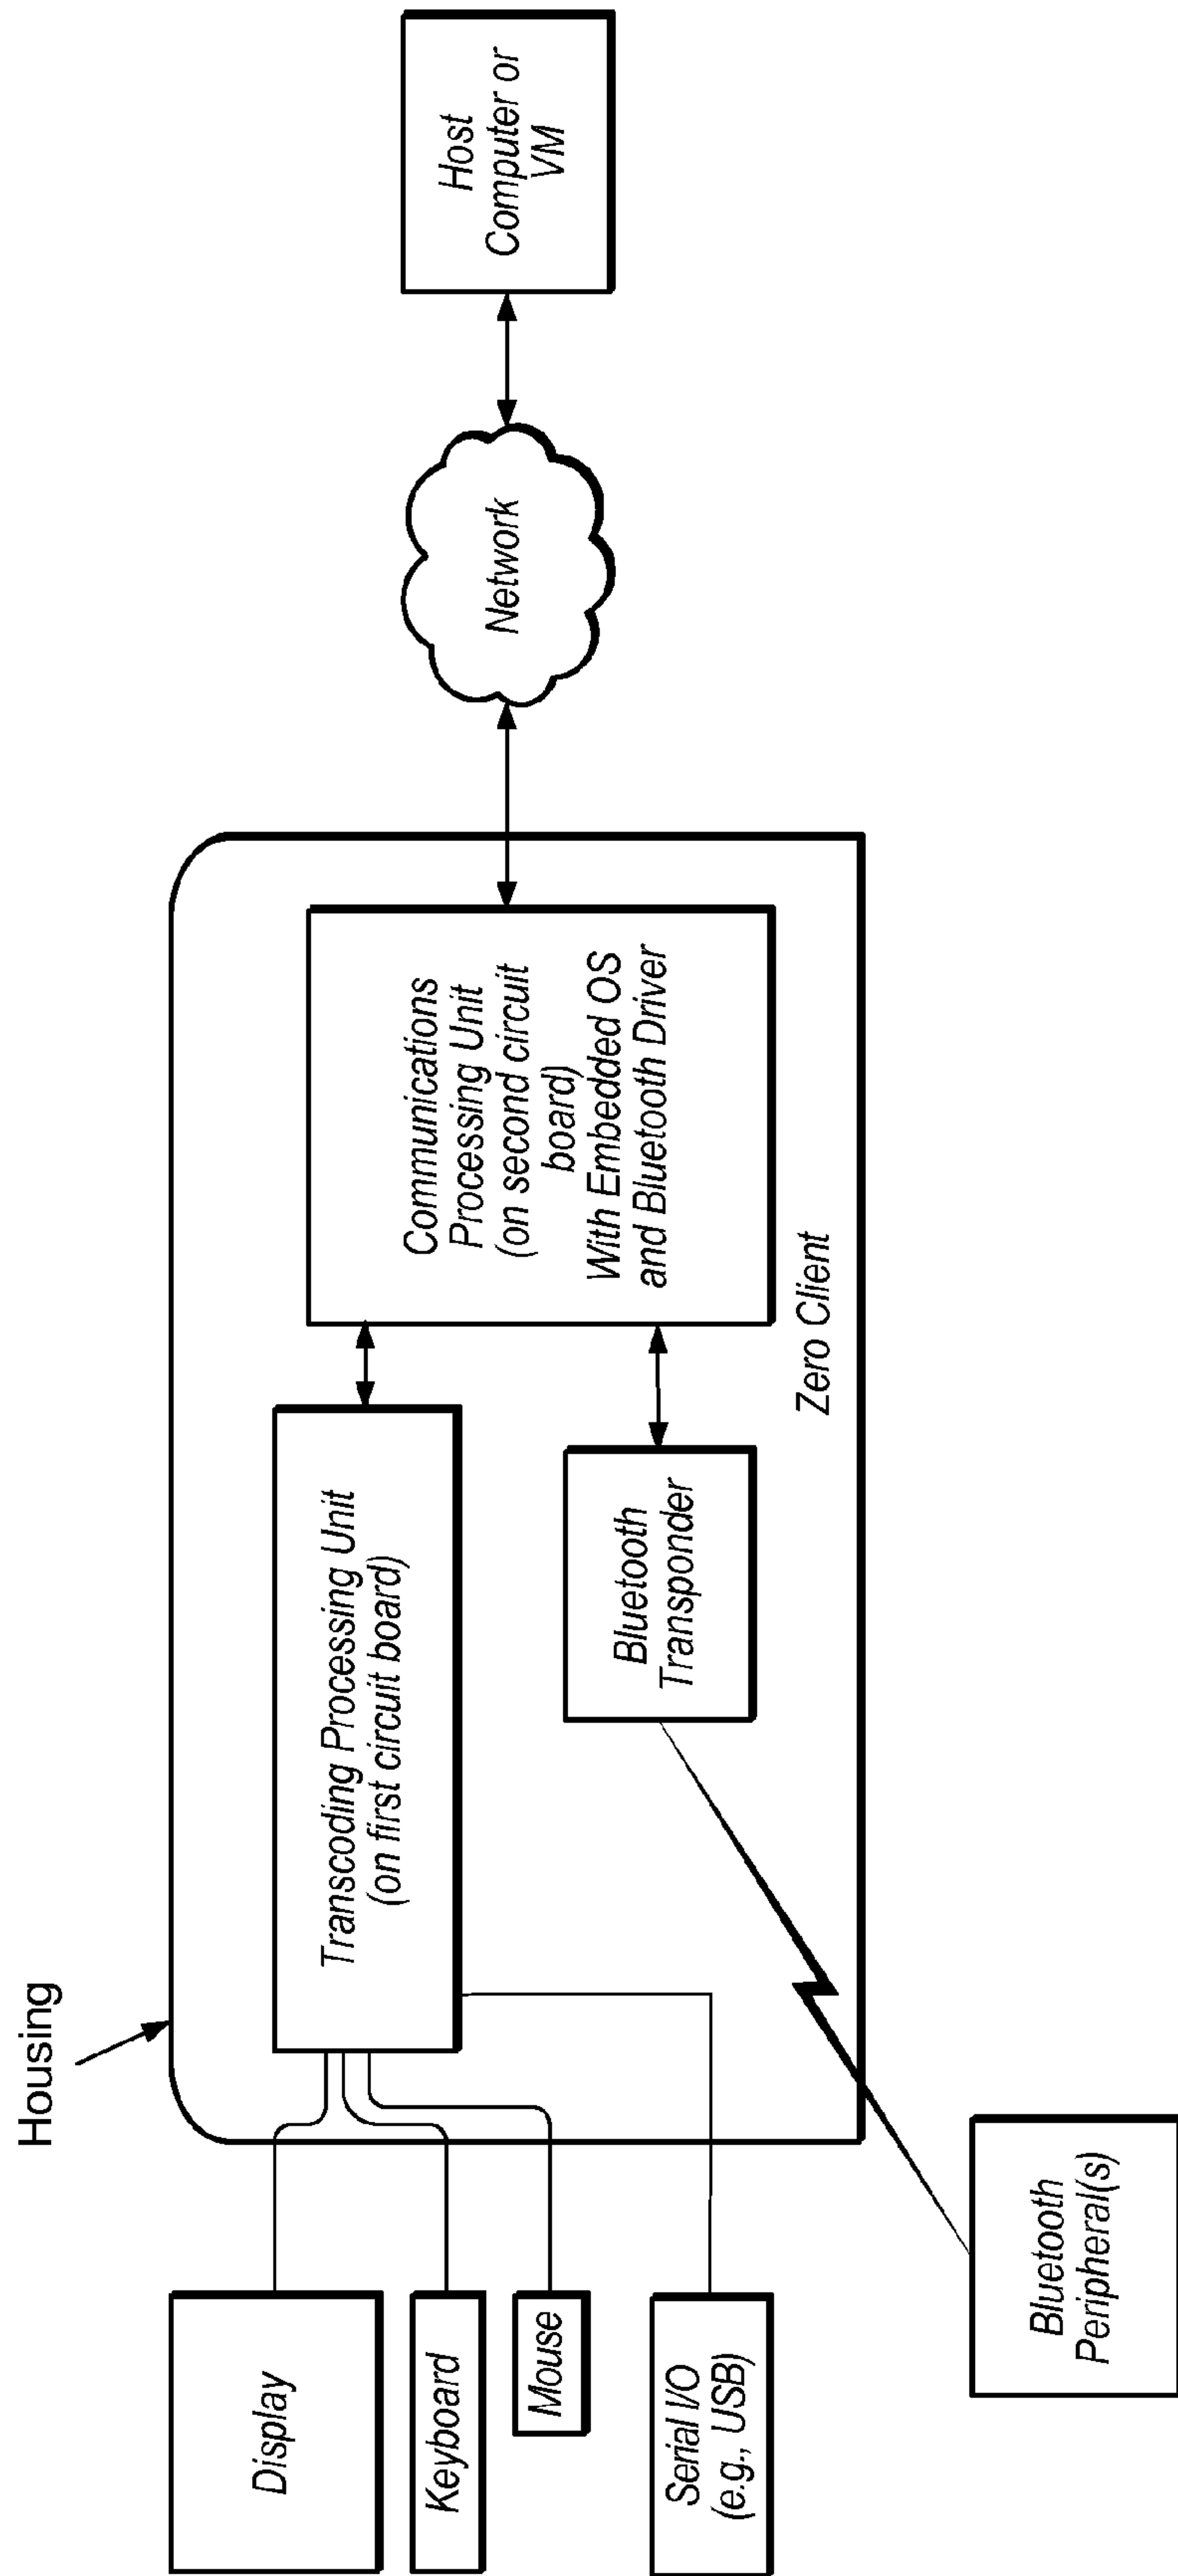 Housing
Display
Keyboard
Mouse
Serial I/O
(e.g., USB)
Transcoding Processing Unit
(on first circuit board)
Bluetooth
Transponder
Communications
Processing Unit
(on second circuit
board)
With Embedded OS
and Bluetooth Driver
Zero Client
Network
Host
Computer or
VM
Bluetooth
Peripheral(s)